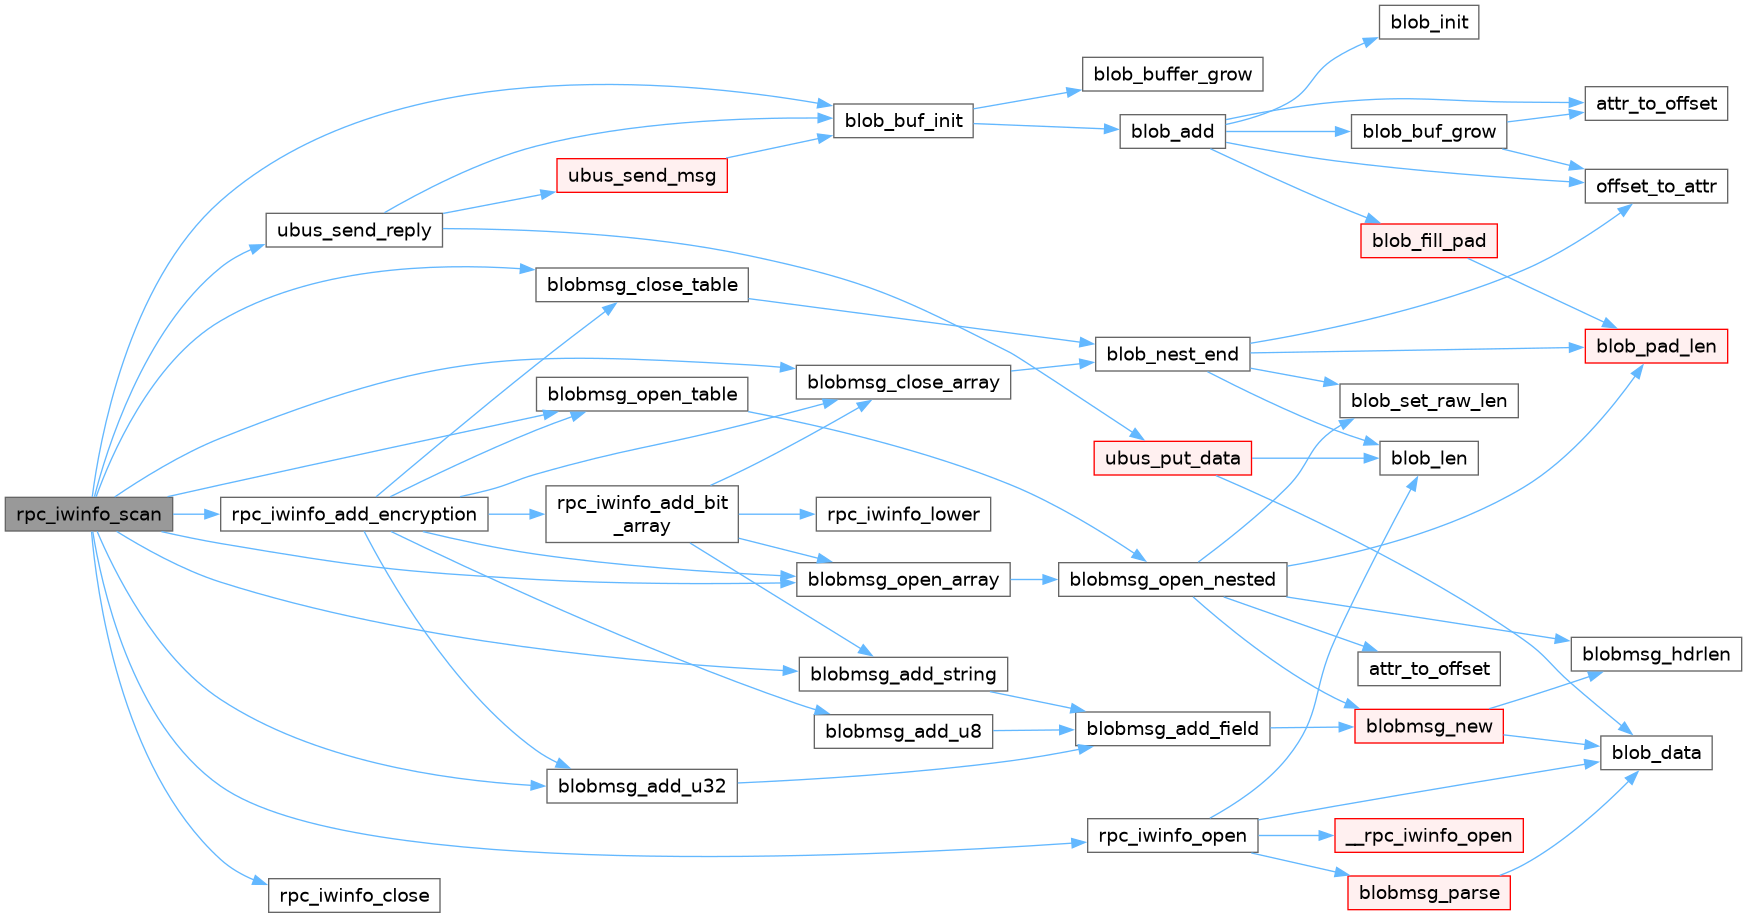 blob_init
blob_buffer_grow
attr_to_offset
blob_buf_init
blob_add
blob_buf_grow
ubus_send_msg
offset_to_attr
ubus_send_reply
blob_fill_pad
blobmsg_close_table
blob_pad_len
blob_nest_end
blobmsg_close_array
blobmsg_open_table
blob_set_raw_len
ubus_put_data
blob_len
rpc_iwinfo_scan
rpc_iwinfo_add_encryption
rpc_iwinfo_add_bit
_array
rpc_iwinfo_lower
blobmsg_open_array
blobmsg_open_nested
blobmsg_hdrlen
attr_to_offset
blobmsg_add_string
blobmsg_add_u8
blobmsg_add_field
blobmsg_new
blob_data
blobmsg_add_u32
rpc_iwinfo_open
__rpc_iwinfo_open
blobmsg_parse
rpc_iwinfo_close